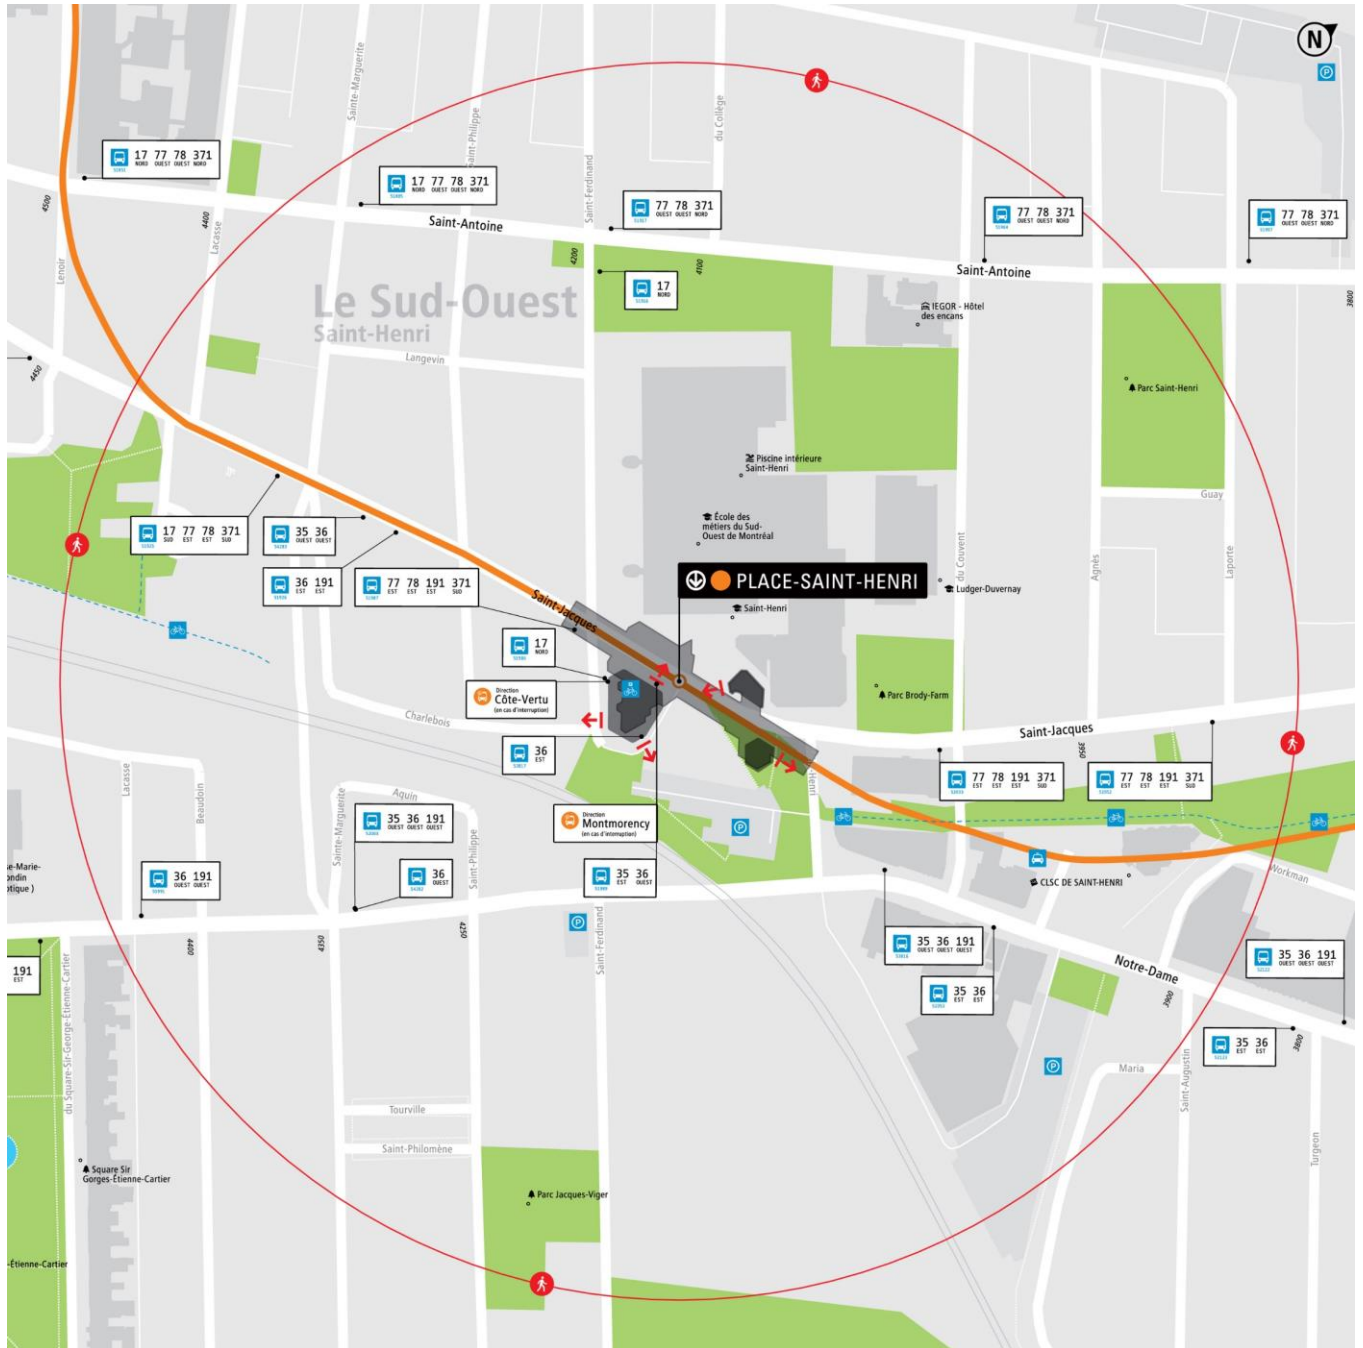 N
17 77 78 371
NORD OUEST OUEST NORD
17 77 78 371
NORD OUEST OUEST NORD
77 78 371
OUEST OUEST NORD
77 78 371
OUEST OUEST NORD
77 78 371
OUEST OUEST NORD
Sainte-Marguerite
Saint-Philippe
Saint-Ferdinand
du Collège
4500
4400
Lacasse
Lenoir
Saint-Antoine
4200
4100
Saint-Antoine
3800
17
NORD
Le Sud-Ouest
Saint-Henri
IEGOR - Hôtel
des encans
Langevin
4450
Parc Saint-Henri
Piscine intérieure
Saint-Henri
Guay
École des
métiers du Sud-
Ouest de Montréal
17 77 78 371
SUD EST EST SUD
35 36
OUEST OUEST
36 191
EST EST
77 78 191 371
EST EST EST SUD
Saint-Jacques
PLACE-SAINT-HENRI
Saint-Henri
Ludger-Duvernay
du Couvent
Agnès
Laporte
17
NORD
Direction
Côte-Vertu
(en cas d'interruption)
Parc Brody-Farm
Charlebois
36
EST
Saint-Jacques
3950
-Henri
77 78 191 371
EST EST EST SUD
77 78 191 371
EST EST EST SUD
Lacasse
Beaudoin
Aquin
Sainte-Marguerite
Saint-Philippe
35 36 191
OUEST OUEST OUEST
Direction
Montmorency
(en cas d'interruption)
36 191
OUEST OUEST
36
OUEST
35 36
EST OUEST
CLSC DE SAINT-HENRI
Workman
se-Marie-
ondin
otique )
4400
4350
4250
Saint-Ferdinand
191
EST
35 36 191
OUEST OUEST OUEST
35 36
EST EST
Notre-Dame
35 36 191
OUEST OUEST OUEST
3900
35 36
EST EST
3800
du Square-Sir-George-Étienne-Cartier
Maria
Saint-Augustin
Turgeon
Tourville
Saint-Philomène
Square Sir
Gorges-Étienne-Cartier
Parc Jacques-Viger
-Étienne-Cartier